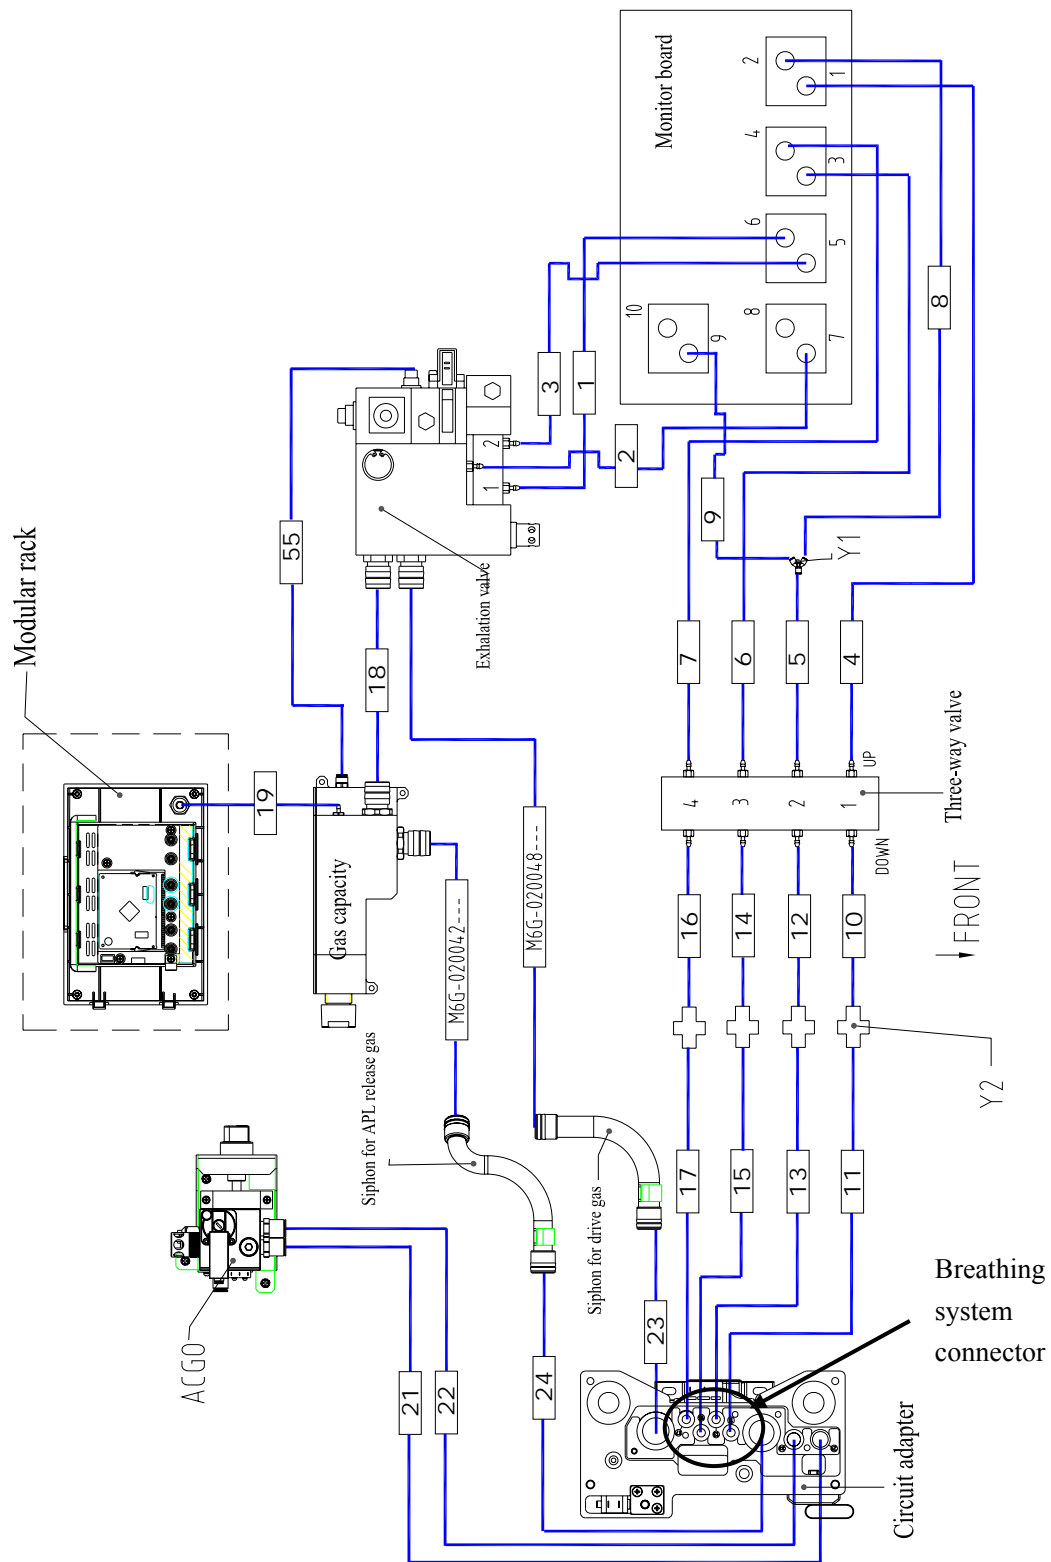 Modular rack
19
55
18
Gas capacity
Exhalation valve
1
2
3
1
2
Monitor board
2
1
4
3
6
5
10
9
8
7
8
9
Y1
7
6
5
4
4
3
2
1
UP
DOWN
Three-way valve
FRONT
16
14
12
10
Y2
17
15
13
11
M6G-020042---
M6G-020048---
Siphon for APL release gas
Siphon for drive gas
ACGO
21
22
24
23
Breathing
system
connector
Circuit adapter